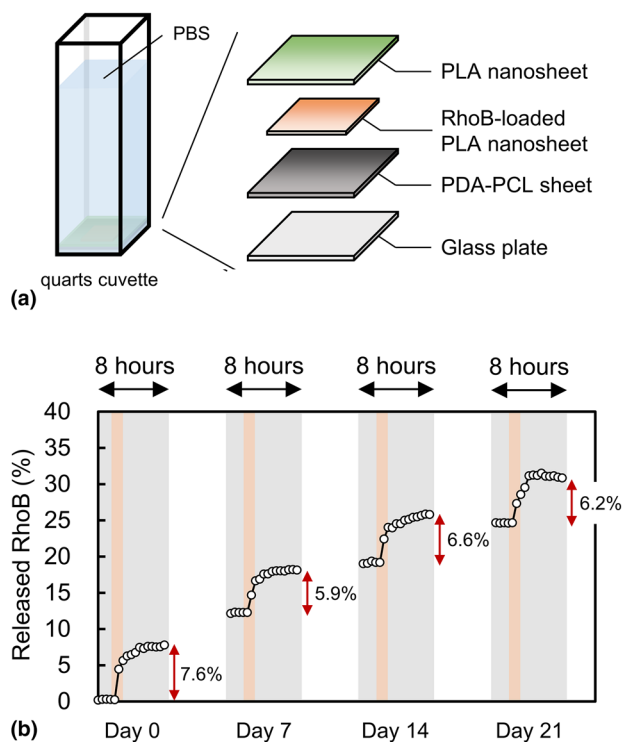 PBS
PLA nanosheet
RhoB-loaded
PLA nanosheet
PDA-PCL sheet
Glass plate
quarts cuvette
(a)
8 hours 8 hours 8 hours 8 hours
Released RhoB (%)
40
35
30
25
20
15
10
5
0
7.6%
5.9%
6.6%
6.2%
Day 0 Day 7 Day 14 Day 21
(b)